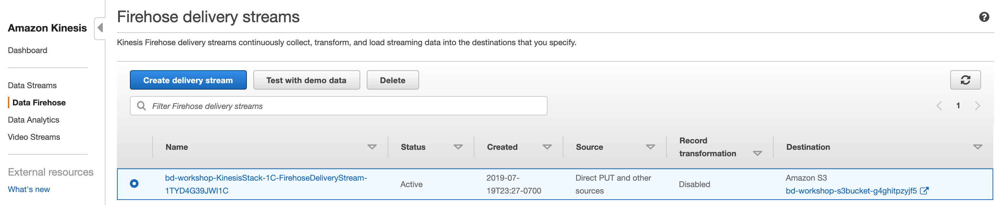 Amazon Kinesis
Dashboard
Data Streams
Data Firehose
Data Analytics
Video Streams
External resources
What's new
Firehose delivery streams
Kinesis Firehose delivery streams continuously collect, transform, and load streaming data into the destinations that you specify.
Create delivery stream Test with demo data Delete
Filter Firehose delivery streams
1
Name Status Created Source Record transformation Destination
bd-workshop-KinesisStack-1C-FirehoseDeliveryStream-
1TYD4G39JWI1C
Active
2019-07-
19T23:27-0700
Direct PUT and other
sources
Disabled
Amazon S3
bd-workshop-s3bucket-g4ghitpzyjf5